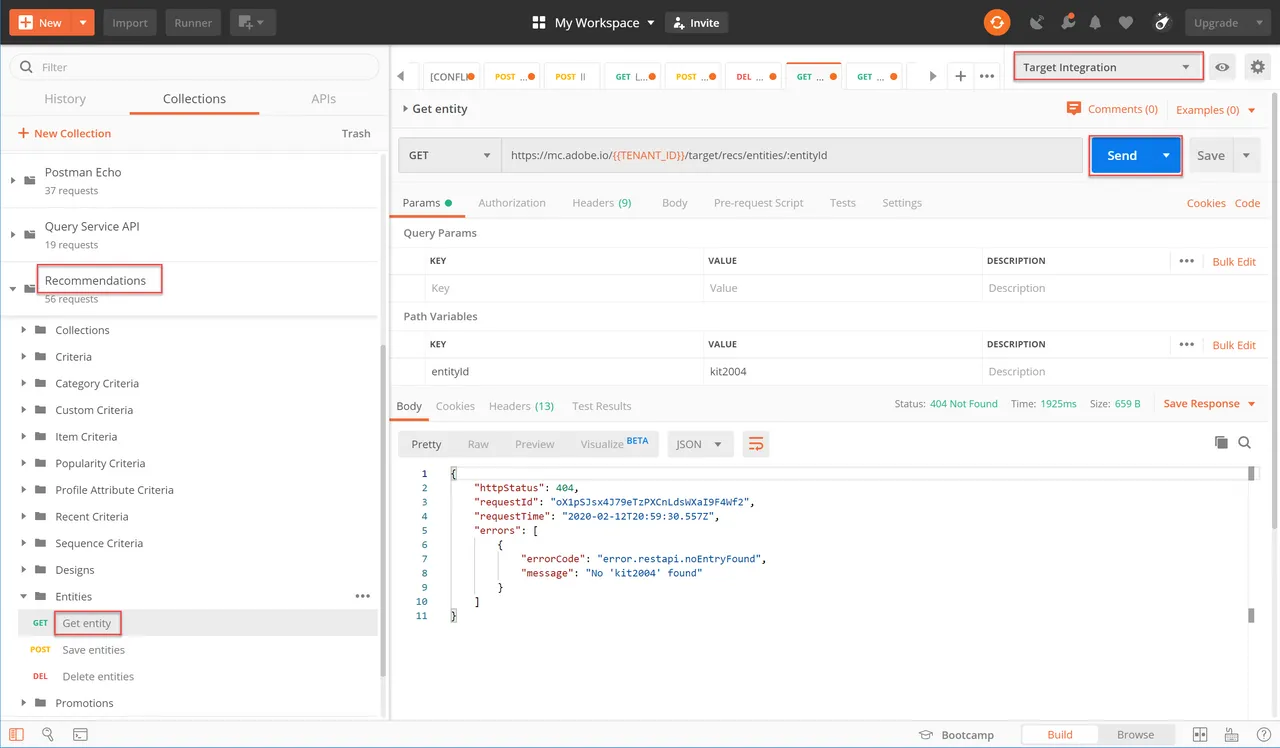 New
Import
Runner
My Workspace
Invite
Upgrade
Filter
History
Collections
APIs
New Collection
Trash
Postman Echo
37 requests
Query Service API
19 requests
Recommendations
56 requests
Collections
Criteria
Category Criteria
Custom Criteria
Item Criteria
Popularity Criteria
Profile Attribute Criteria
Recent Criteria
Sequence Criteria
Designs
Entities
GET Get entity
POST Save entities
DEL Delete entities
Promotions
[CONFLI
POST ...
POST II
GET L...
POST ...
DEL ...
GET ...
GET ...
Target Integration
Get entity
Comments (0)
Examples (0)
GET
https://mc.adobe.io/{{TENANT_ID}}/target/recs/entities/:entityId
Send
Save
Params
Authorization
Headers (9)
Body
Pre-request Script
Tests
Settings
Cookies
Code
Query Params
KEY VALUE DESCRIPTION Bulk Edit
Key Value Description
Path Variables
KEY VALUE DESCRIPTION Bulk Edit
entityId kit2004 Description
Body
Cookies
Headers (13)
Test Results
Status: 404 Not Found
Time: 1925ms
Size: 659 B
Save Response
Pretty
Raw
Preview
Visualize BETA
JSON
1 {
2 "httpStatus": 404,
3 "requestId": "oX1pSJsx4J79eTzPXCnLdsWXaI9F4Wf2",
4 "requestTime": "2020-02-12T20:59:30.557Z",
5 "errors": [
6 {
7 "errorCode": "error.restapi.noEntryFound",
8 "message": "No 'kit2004' found"
9 }
10 ]
11 }
Bootcamp
Build
Browse